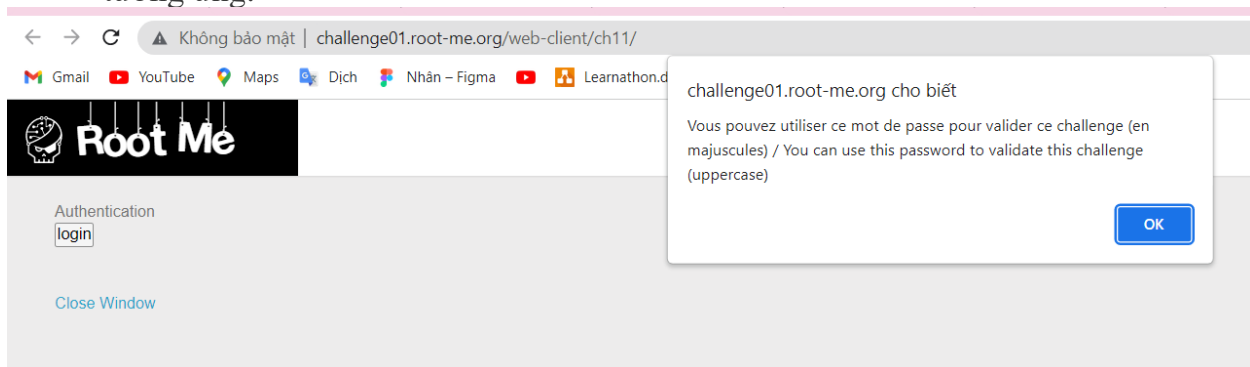 tương ứng.
Không bảo mật | challenge01.root-me.org/web-client/ch11/
Gmail YouTube Maps Dịch Nhân – Figma Learnathon.d
challenge01.root-me.org cho biết
Vous pouvez utiliser ce mot de passe pour valider ce challenge (en
majuscules) / You can use this password to validate this challenge
(uppercase)
OK
Root Me
Authentication
login
Close Window